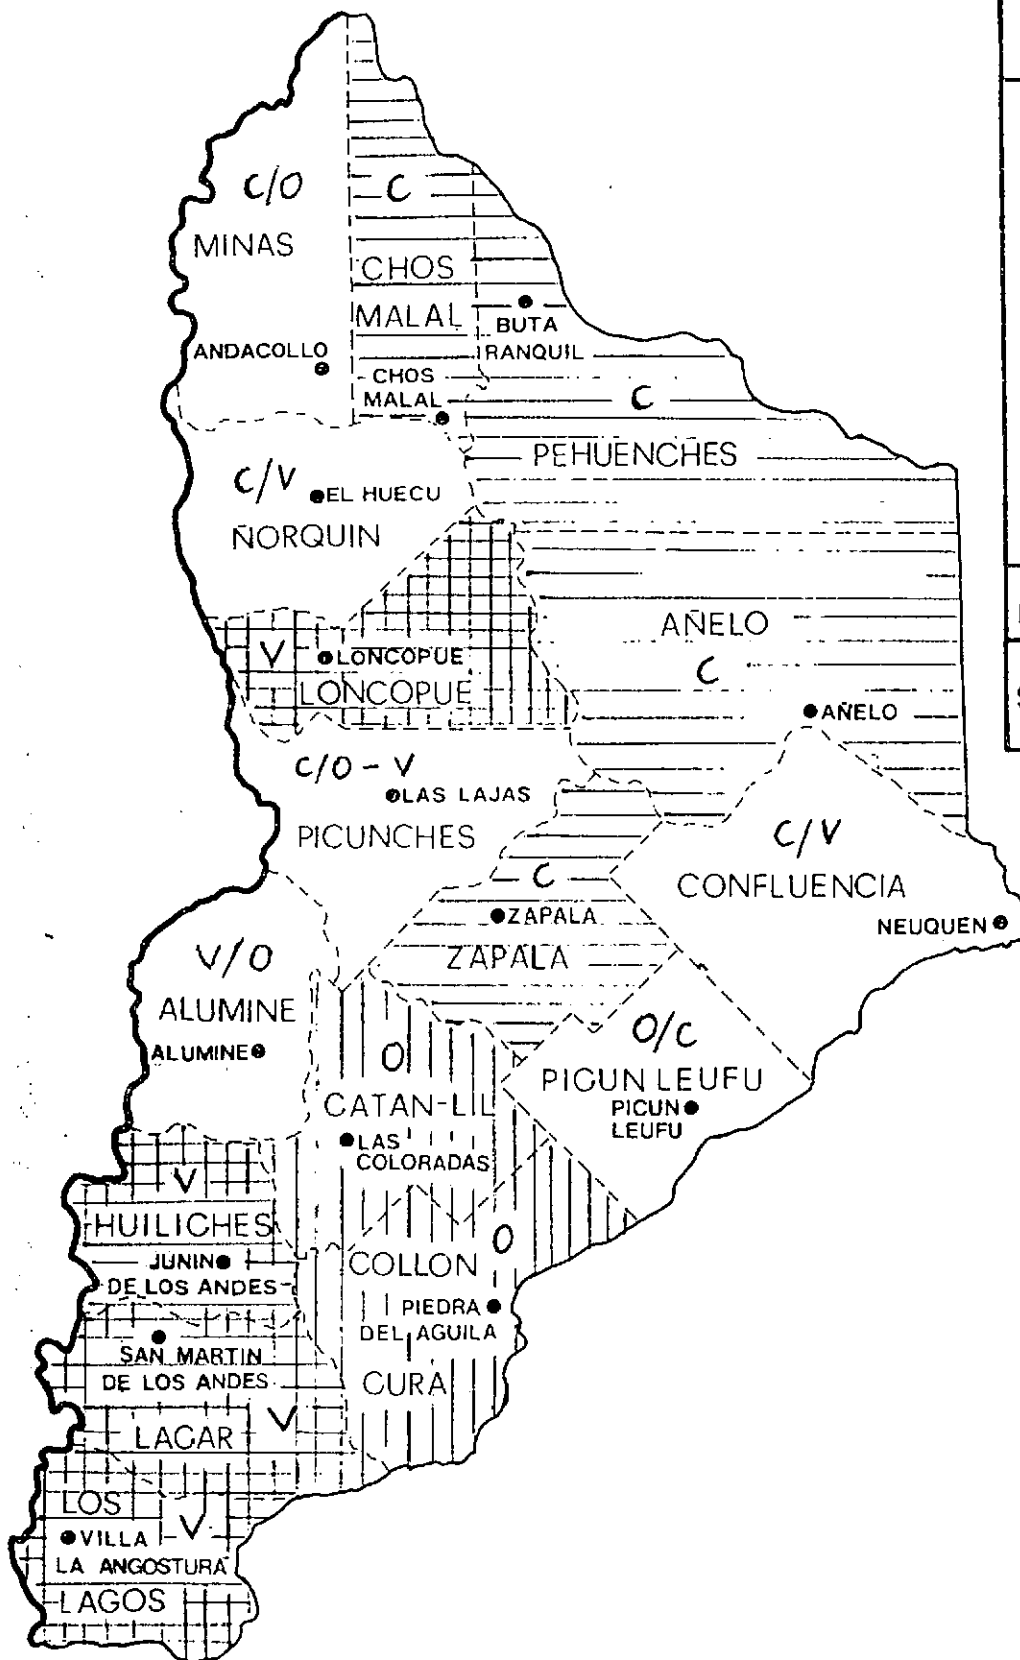 C/O
C
MINAS
CHOS
MALAL
BUTA
RANQUIL
ANDACOLLO
CHOS
MALAL
C
PEHUENCHES
C/V
EL HUECU
ÑORQUIN
AÑELO
C
AÑELO
V
LONCOPUE
LONCOPUE
C/O - V
LAS LAJAS
PICUNCHES
C/V
CONFLUENCIA
NEUQUEN
C
ZAPALA
ZAPALA
V/O
ALUMINE
ALUMINE
O/C
PICUN LEUFU
PICUN
LEUFU
O
CATAN-LIL
LAS
COLORADAS
V
HUILICHES
JUNIN
DE LOS ANDES
O
COLLON
PIEDRA
DEL AGUILA
CURA
SAN MARTIN
DE LOS ANDES
V
LACAR
LOS
V
VILLA
LA ANGOSTURA
LAGOS